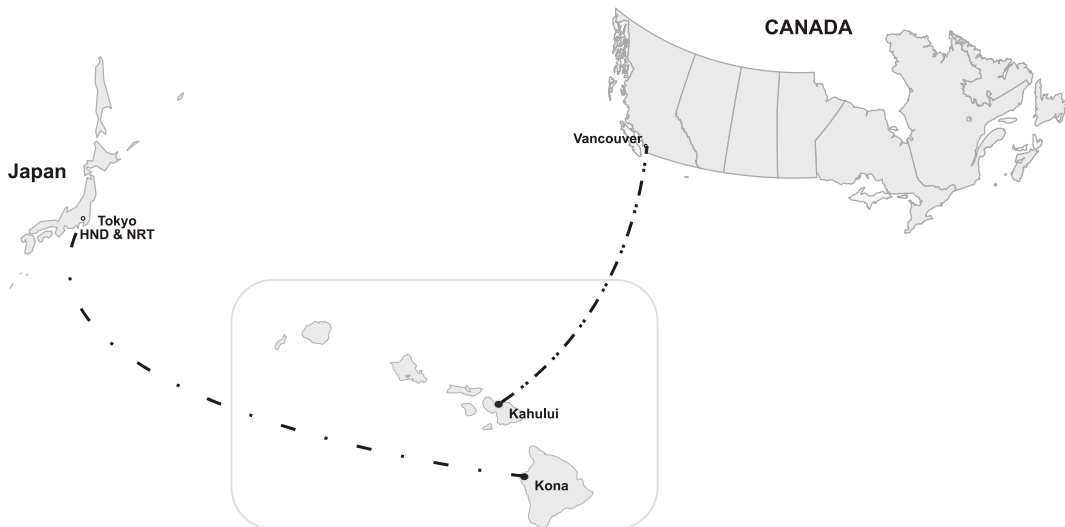 CANADA
Vancouver
Japan
Tokyo
HND & NRT
Kahului
Kona